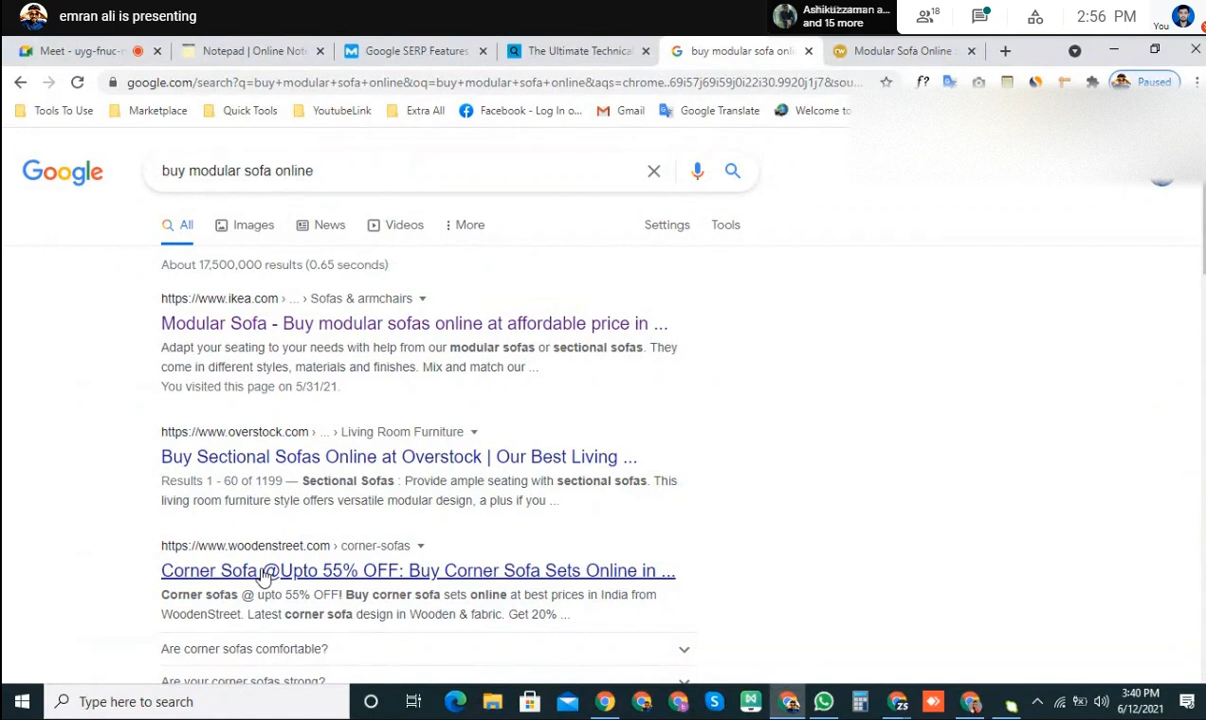 emran ali is presenting
Ashikuzzaman a...
and 15 more
18
2:56 PM
You
Meet - uyg-fnuc-r
Notepad | Online Note
Google SERP Features
The Ultimate Technical
buy modular sofa onli
Modular Sofa Online
google.com/search?q=buy+modular+sofa+online&oq=buy+modular+sofa+online&aqs=chrome..69i57j69i59j0i22i30.9920j1j7&sou...
f?
Paused
Tools To Use
Marketplace
Quick Tools
YoutubeLink
Extra All
Facebook - Log In o...
Gmail
Google Translate
Welcome to
Google
buy modular sofa online
All
Images
News
Videos
More
Settings
Tools
About 17,500,000 results (0.65 seconds)
https://www.ikea.com › ... › Sofas & armchairs
Modular Sofa - Buy modular sofas online at affordable price in ...
Adapt your seating to your needs with help from our modular sofas or sectional sofas. They
come in different styles, materials and finishes. Mix and match our ...
You visited this page on 5/31/21.
https://www.overstock.com › ... › Living Room Furniture
Buy Sectional Sofas Online at Overstock | Our Best Living ...
Results 1 - 60 of 1199 — Sectional Sofas : Provide ample seating with sectional sofas. This
living room furniture style offers versatile modular design, a plus if you ...
https://www.woodenstreet.com › corner-sofas
Corner Sofa @Upto 55% OFF: Buy Corner Sofa Sets Online in ...
Corner sofas @ upto 55% OFF! Buy corner sofa sets online at best prices in India from
WoodenStreet. Latest corner sofa design in Wooden & fabric. Get 20% ...
Are corner sofas comfortable?
Are your corner sofas strong?
Type here to search
ZS
3:40 PM
6/12/2021